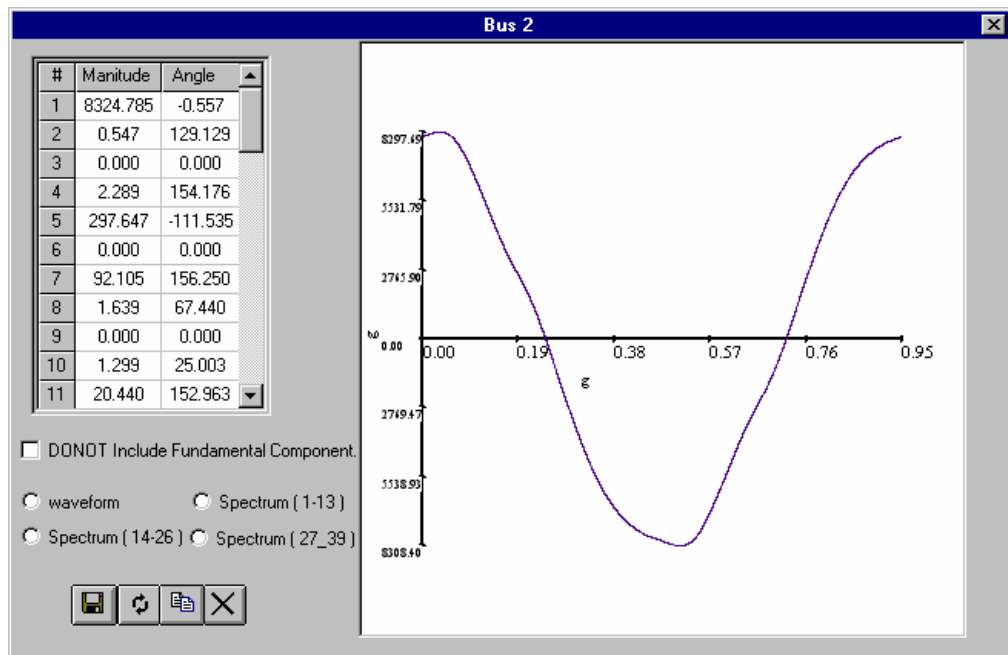 Bus 2
# Manitude Angle
1 8324.785 -0.557
2 0.547 129.129
3 0.000 0.000
4 2.289 154.176
5 297.647 -111.535
6 0.000 0.000
7 92.105 156.250
8 1.639 67.440
9 0.000 0.000
10 1.299 25.003
11 20.440 152.963
DONOT Include Fundamental Component.
waveform Spectrum ( 1-13 )
Spectrum ( 14-26 ) Spectrum ( 27_39 )
8297.69
5531.79
2765.90
0.00
0.00 0.19 0.38 0.57 0.76 0.95
g
2769.47
5538.93
8308.40